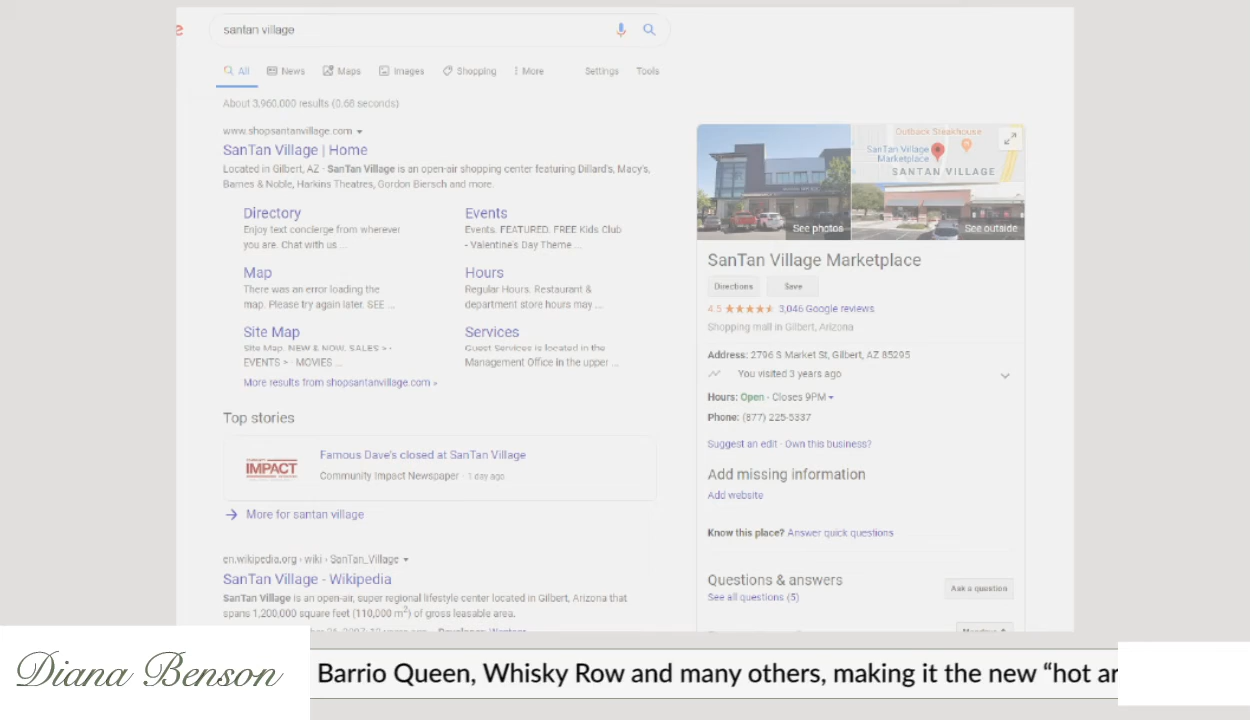 santan village
All News Maps Images Shopping More Settings Tools
About 3,960,000 results (0.68 seconds)
www.shopsantanvillage.com
SanTan Village | Home
Located in Gilbert, AZ - SanTan Village is an open-air shopping center featuring Dillard's, Macy's,
Barnes & Noble, Harkins Theatres, Gordon Biersch and more.
Directory
Enjoy text concierge from wherever
you are. Chat with us ...
Events
Events. FEATURED. FREE Kids Club
- Valentine's Day Theme ...
Map
There was an error loading the
map. Please try again later. SEE ...
Hours
Regular Hours. Restaurant &
department store hours may ...
Site Map
Site Map. NEW & NOW. SALES > ·
EVENTS > · MOVIES ...
Services
Guest Services is located in the
Management Office in the upper ...
More results from shopsantanvillage.com »
Top stories
IMPACT
Famous Dave's closed at SanTan Village
Community Impact Newspaper · 1 day ago
More for santan village
en.wikipedia.org › wiki › SanTan_Village
SanTan Village - Wikipedia
SanTan Village is an open-air, super regional lifestyle center located in Gilbert, Arizona that
spans 1,200,000 square feet (110,000 m²) of gross leasable area.
Outback Steakhouse
SanTan Village
Marketplace
SANTAN VILLAGE
See photos
See outside
SanTan Village Marketplace
Directions Save
4.5 3,046 Google reviews
Shopping mall in Gilbert, Arizona
Address: 2796 S Market St, Gilbert, AZ 85295
You visited 3 years ago
Hours: Open · Closes 9PM
Phone: (877) 225-5337
Suggest an edit · Own this business?
Add missing information
Add website
Know this place? Answer quick questions
Questions & answers
See all questions (5)
Ask a question
Diana Benson
Barrio Queen, Whisky Row and many others, making it the new “hot ar